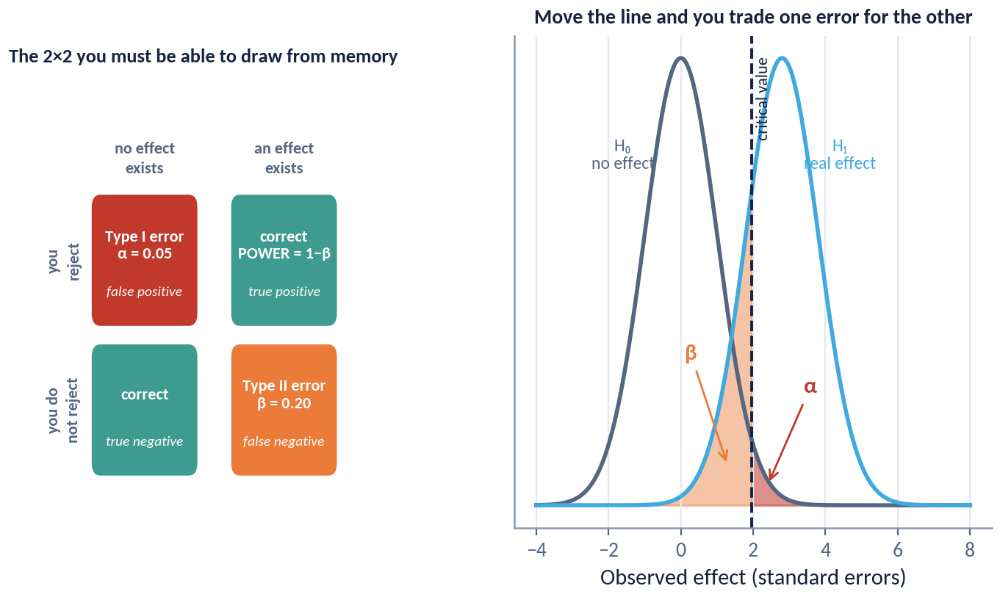 The 2×2 you must be able to draw from memory
no effect
exists
an effect
exists
you
reject
Type I error
α = 0.05
false positive
correct
POWER = 1−β
true positive
you do
not reject
correct
true negative
Type II error
β = 0.20
false negative
Move the line and you trade one error for the other
critical value
H₀
no effect
H₁
real effect
β
α
−4 −2 0 2 4 6 8
Observed effect (standard errors)